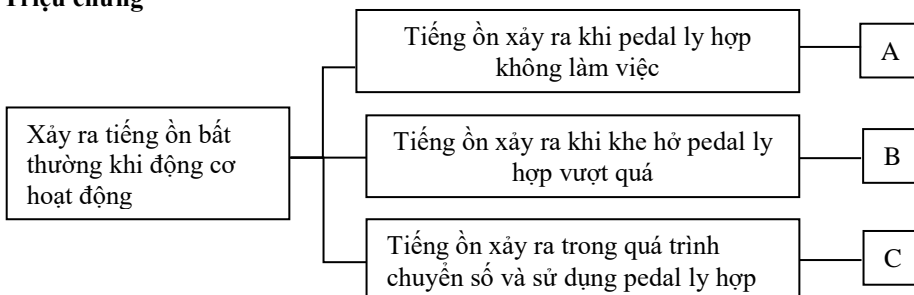 Triệu chứng
Tiếng ồn xảy ra khi pedal ly hợp
không làm việc
A
Xảy ra tiếng ồn bất
thường khi động cơ
hoạt động
Tiếng ồn xảy ra khi khe hở pedal ly
hợp vượt quá
B
Tiếng ồn xảy ra trong quá trình
chuyển số và sử dụng pedal ly hợp
C